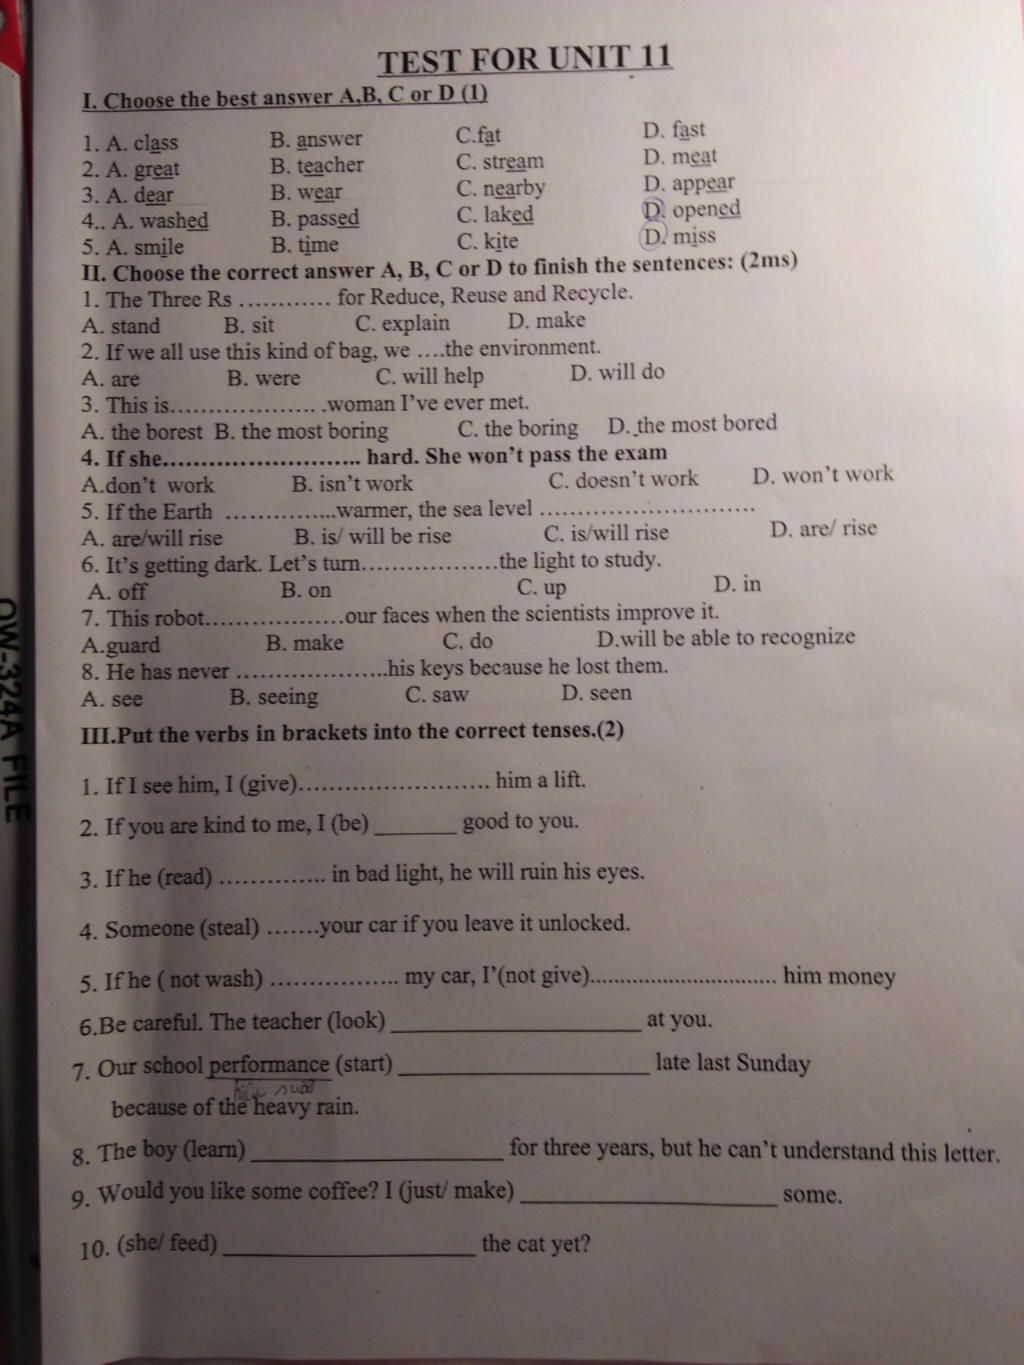 TEST FOR UNIT 11
I. Choose the best answer A,B, C or D (1)
1. A. class B. answer C.fat D. fast
2. A. great B. teacher C. stream D. meat
3. A. dear B. wear C. nearby D. appear
4.. A. washed B. passed C. laked D. opened
5. A. smile B. time C. kite D. miss
II. Choose the correct answer A, B, C or D to finish the sentences: (2ms)
1. The Three Rs ............ for Reduce, Reuse and Recycle.
A. stand B. sit C. explain D. make
2. If we all use this kind of bag, we ....the environment.
A. are B. were C. will help D. will do
3. This is.................... .woman I've ever met.
A. the borest B. the most boring C. the boring D. the most bored
4. If she.......................... hard. She won't pass the exam
A.don't work B. isn't work C. doesn't work D. won't work
5. If the Earth ...............warmer, the sea level ............................
A. are/will rise B. is/ will be rise C. is/will rise D. are/ rise
6. It's getting dark. Let's turn..................the light to study.
A. off B. on C. up D. in
7. This robot..................our faces when the scientists improve it.
A.guard B. make C. do D.will be able to recognize
8. He has never ....................his keys because he lost them.
A. see B. seeing C. saw D. seen
III.Put the verbs in brackets into the correct tenses.(2)
1. If I see him, I (give)......................... him a lift.
2. If you are kind to me, I (be) _______ good to you.
3. If he (read) .............. in bad light, he will ruin his eyes.
4. Someone (steal) .......your car if you leave it unlocked.
5. If he ( not wash) ................. my car, I'(not give)............................... him money
6.Be careful. The teacher (look) ______________________ at you.
7. Our school performance (start) ______________________ late last Sunday
because of the heavy rain.
8. The boy (learn) ______________________ for three years, but he can't understand this letter.
9. Would you like some coffee? I (just/ make) ______________________ some.
10. (she/ feed) ______________________ the cat yet?
OW-324A FILE